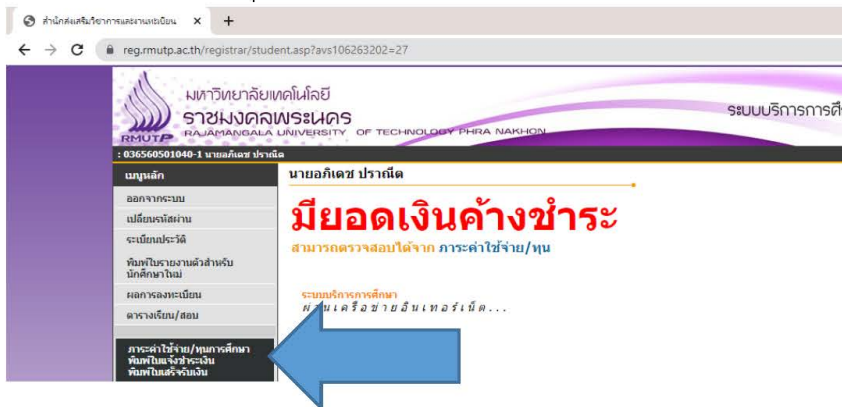 สำนักส่งเสริมวิชาการและงานทะเบียน
reg.rmutp.ac.th/registrar/student.asp?avs106263202=27
มหาวิทยาลัยเทคโนโลยี
ราชมงคลพระนคร
RAJAMANGALA UNIVERSITY OF TECHNOLOGY PHRA NAKHON
RMUTP
ระบบบริการการศึ
: 036560501040-1 นายอภิเดช ปราณีต
เมนูหลัก
ออกจากระบบ
เปลี่ยนรหัสผ่าน
ระเบียนประวัติ
พิมพ์ใบรายงานตัวสำหรับ
นักศึกษาใหม่
ผลการลงทะเบียน
ตารางเรียน/สอบ
ภาระค่าใช้จ่าย/ทุนการศึกษา
พิมพ์ใบแจ้งชำระเงิน
พิมพ์ใบเสร็จรับเงิน
นายอภิเดช ปราณีต
มียอดเงินค้างชำระ
สามารถตรวจสอบได้จาก ภาระค่าใช้จ่าย/ทุน
ระบบบริการการศึกษา
ผ่านเครือข่ายอินเทอร์เน็ต...